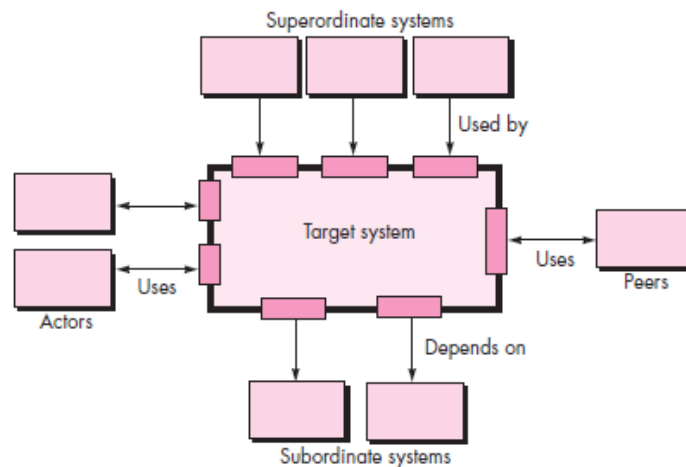 Superordinate systems
Used by
Target system
Uses
Uses
Peers
Actors
Depends on
Subordinate systems